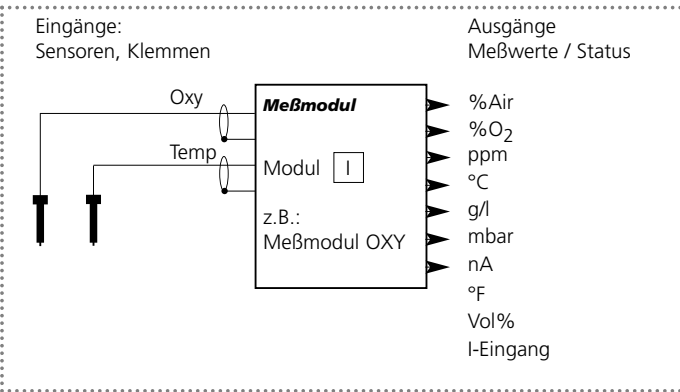 Eingänge:
Sensoren, Klemmen
Ausgänge
Meßwerte / Status
Oxy
Temp
Meßmodul
Modul I
z.B.:
Meßmodul OXY
%Air
%O₂
ppm
°C
g/l
mbar
nA
°F
Vol%
I-Eingang